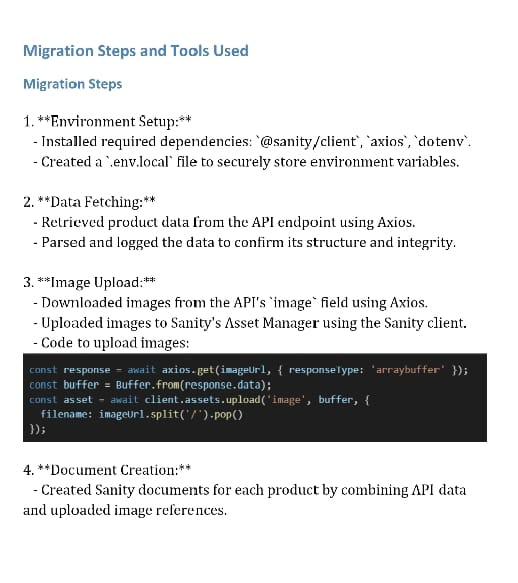 Migration Steps and Tools Used
Migration Steps
1. **Environment Setup:**
- Installed required dependencies: `@sanity/client`, `axios`, `dotenv`.
- Created a `.env.local` file to securely store environment variables.
2. **Data Fetching:**
- Retrieved product data from the API endpoint using Axios.
- Parsed and logged the data to confirm its structure and integrity.
3. **Image Upload:**
- Downloaded images from the API's `image` field using Axios.
- Uploaded images to Sanity's Asset Manager using the Sanity client.
- Code to upload images:
const response = await axios.get(imageUrl, { responseType: 'arraybuffer' });
const buffer = Buffer.from(response.data);
const asset = await client.assets.upload('image', buffer, {
filename: imageUrl.split('/').pop()
});
4. **Document Creation:**
- Created Sanity documents for each product by combining API data
and uploaded image references.